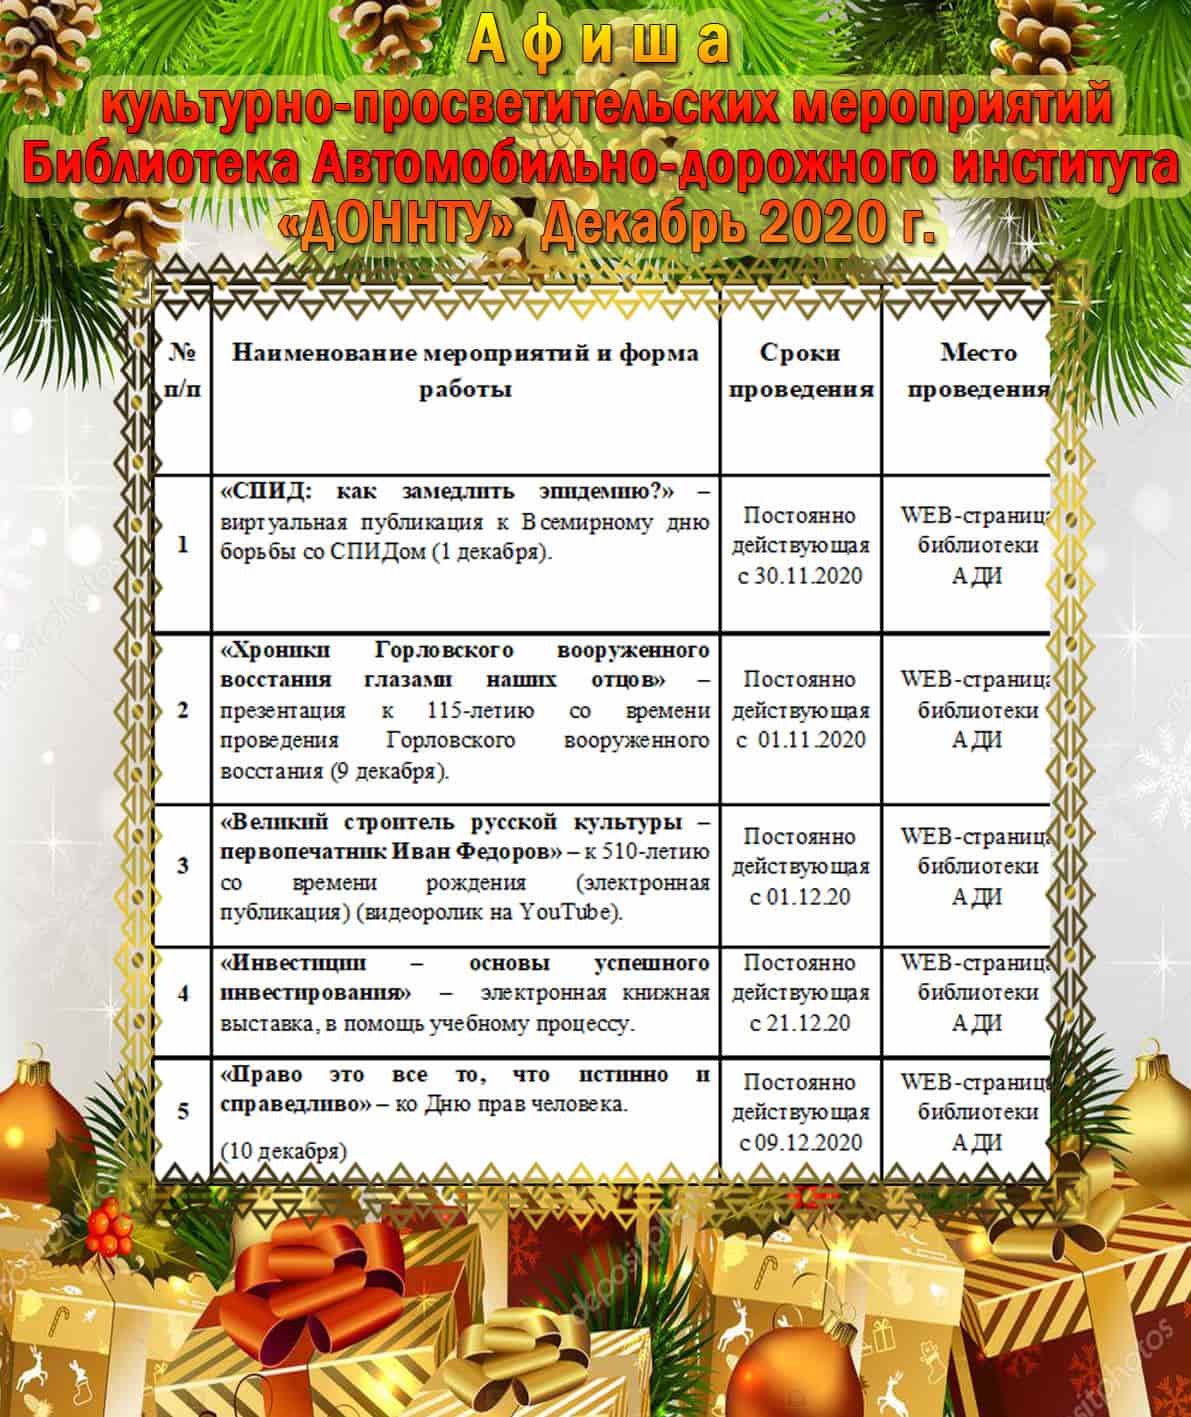 Афиша
культурно-просветительских мероприятий
Библиотека Автомобильно-дорожного института
«ДОННТУ» Декабрь 2020 г.
№
п/п
Наименование мероприятий и форма
работы
Сроки
проведения
Место
проведения
1
«СПИД: как замедлить эпидемию?» –
виртуальная публикация к Всемирному дню
борьбы со СПИДом (1 декабря).
Постоянно
действующая
с 30.11.2020
WEB-страница
библиотеки
АДИ
2
«Хроники Горловского вооруженного
восстания глазами наших отцов» –
презентация к 115-летию со времени
проведения Горловского вооруженного
восстания (9 декабря).
Постоянно
действующая
с 01.11.2020
WEB-страница
библиотеки
АДИ
3
«Великий строитель русской культуры –
первопечатник Иван Федоров» – к 510-летию
со времени рождения (электронная
публикация) (видеоролик на YouTube).
Постоянно
действующая
с 01.12.20
WEB-страница
библиотеки
АДИ
4
«Инвестиции – основы успешного
инвестирования» – электронная книжная
выставка, в помощь учебному процессу.
Постоянно
действующая
с 21.12.20
WEB-страница
библиотеки
АДИ
5
«Право это все то, что истинно и
справедливо» – ко Дню прав человека.
(10 декабря)
Постоянно
действующая
с 09.12.2020
WEB-страница
библиотеки
АДИ
depositphotos